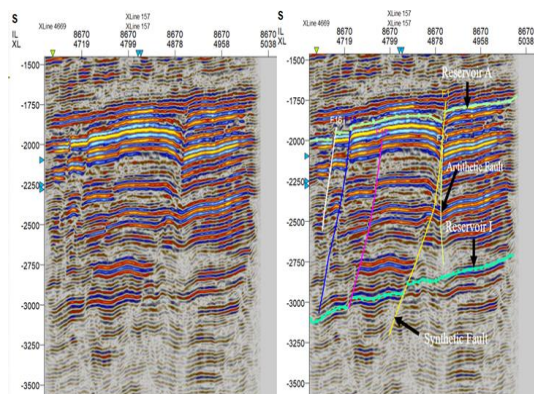 S
XLine 157
XLine 4669 XLine 157
IL 8670 8670 8670 8670 8670
XL 4719 4799 4878 4958 5038
-1500
-1750
-2000
-2250
-2500
-2750
-3000
-3250
-3500
S
XLine 157
XLine 4669 XLine 157
IL 8670 8670 8670 8670 8670
XL 4719 4799 4878 4958 5038
-1500
Reservoir A
-1750
-2000
Antithetic Fault
-2250
-2500
Reservoir I
-2750
-3000
Synthetic Fault
-3250
-3500